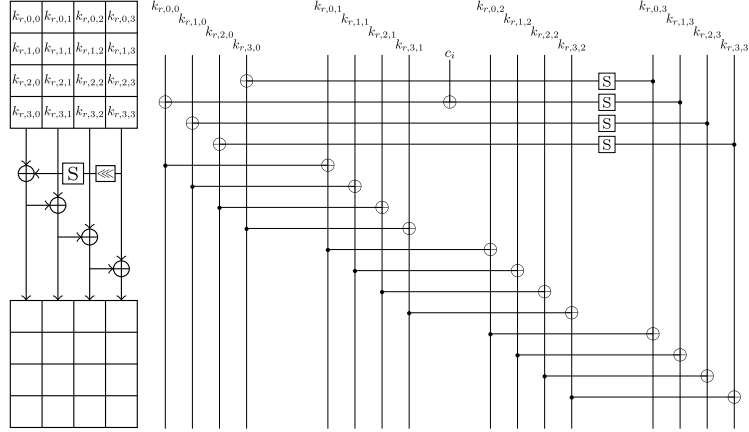 k_{r,0,0} k_{r,0,1} k_{r,0,2} k_{r,0,3}
k_{r,1,0} k_{r,1,1} k_{r,1,2} k_{r,1,3}
k_{r,2,0} k_{r,2,1} k_{r,2,2} k_{r,2,3}
k_{r,3,0} k_{r,3,1} k_{r,3,2} k_{r,3,3}
S <<<
k_{r,0,0} k_{r,0,1} k_{r,0,2} k_{r,0,3}
k_{r,1,0} k_{r,1,1} k_{r,1,2} k_{r,1,3}
k_{r,2,0} k_{r,2,1} k_{r,2,2} k_{r,2,3}
k_{r,3,0} k_{r,3,1} k_{r,3,2} k_{r,3,3}
c_i
S
S
S
S